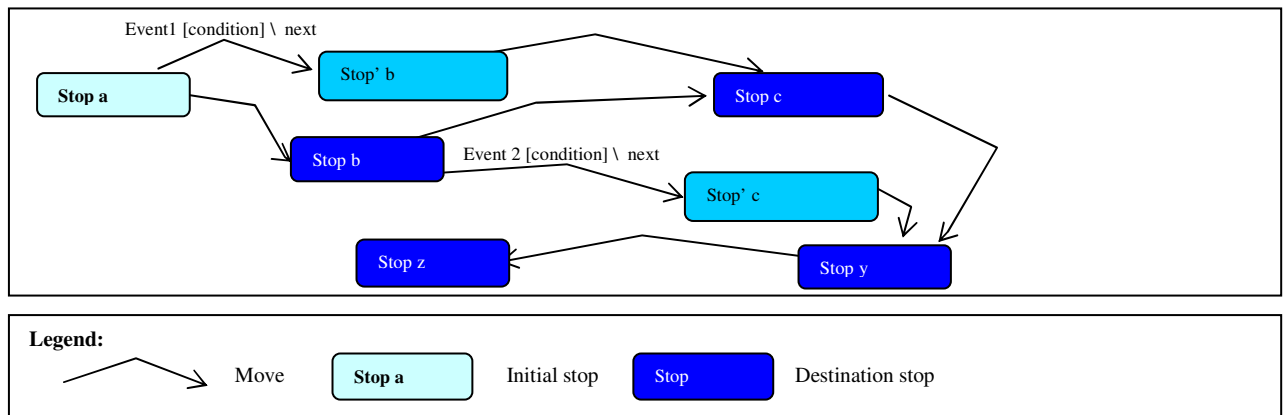 Event1 [condition] \ next
Stop’ b
Stop a
Stop c
Stop b
Event 2 [condition] \ next
Stop’ c
Stop z
Stop y
Legend:
Move
Stop a
Initial stop
Stop
Destination stop